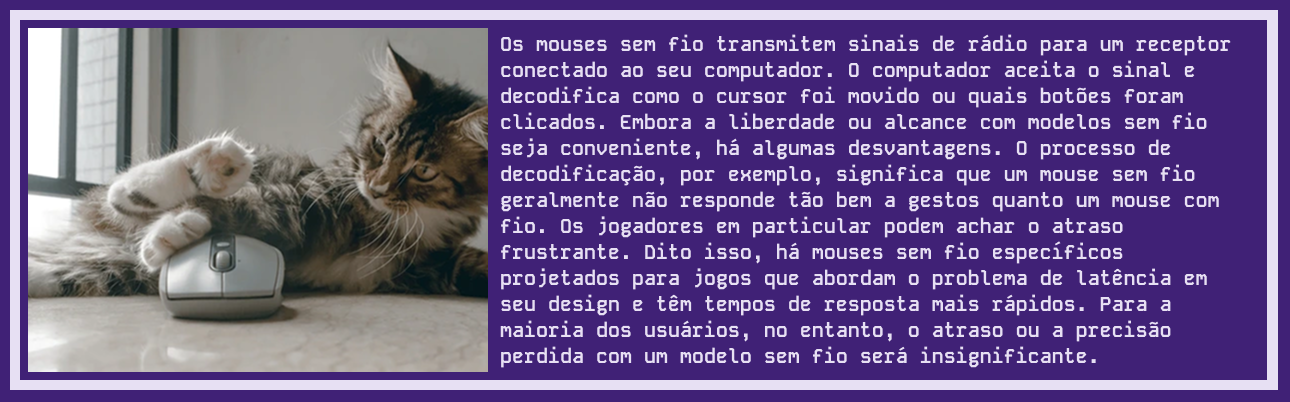 Os mouses sem fio transmitem sinais de rádio para um receptor
conectado ao seu computador. O computador aceita o sinal e
decodifica como o cursor foi movido ou quais botões foram
clicados. Embora a liberdade ou alcance com modelos sem fio
seja conveniente, há algumas desvantagens. O processo de
decodificação, por exemplo, significa que um mouse sem fio
geralmente não responde tão bem a gestos quanto um mouse com
fio. Os jogadores em particular podem achar o atraso
frustrante. Dito isso, há mouses sem fio específicos
projetados para jogos que abordam o problema de latência em
seu design e têm tempos de resposta mais rápidos. Para a
maioria dos usuários, no entanto, o atraso ou a precisão
perdida com um modelo sem fio será insignificante.